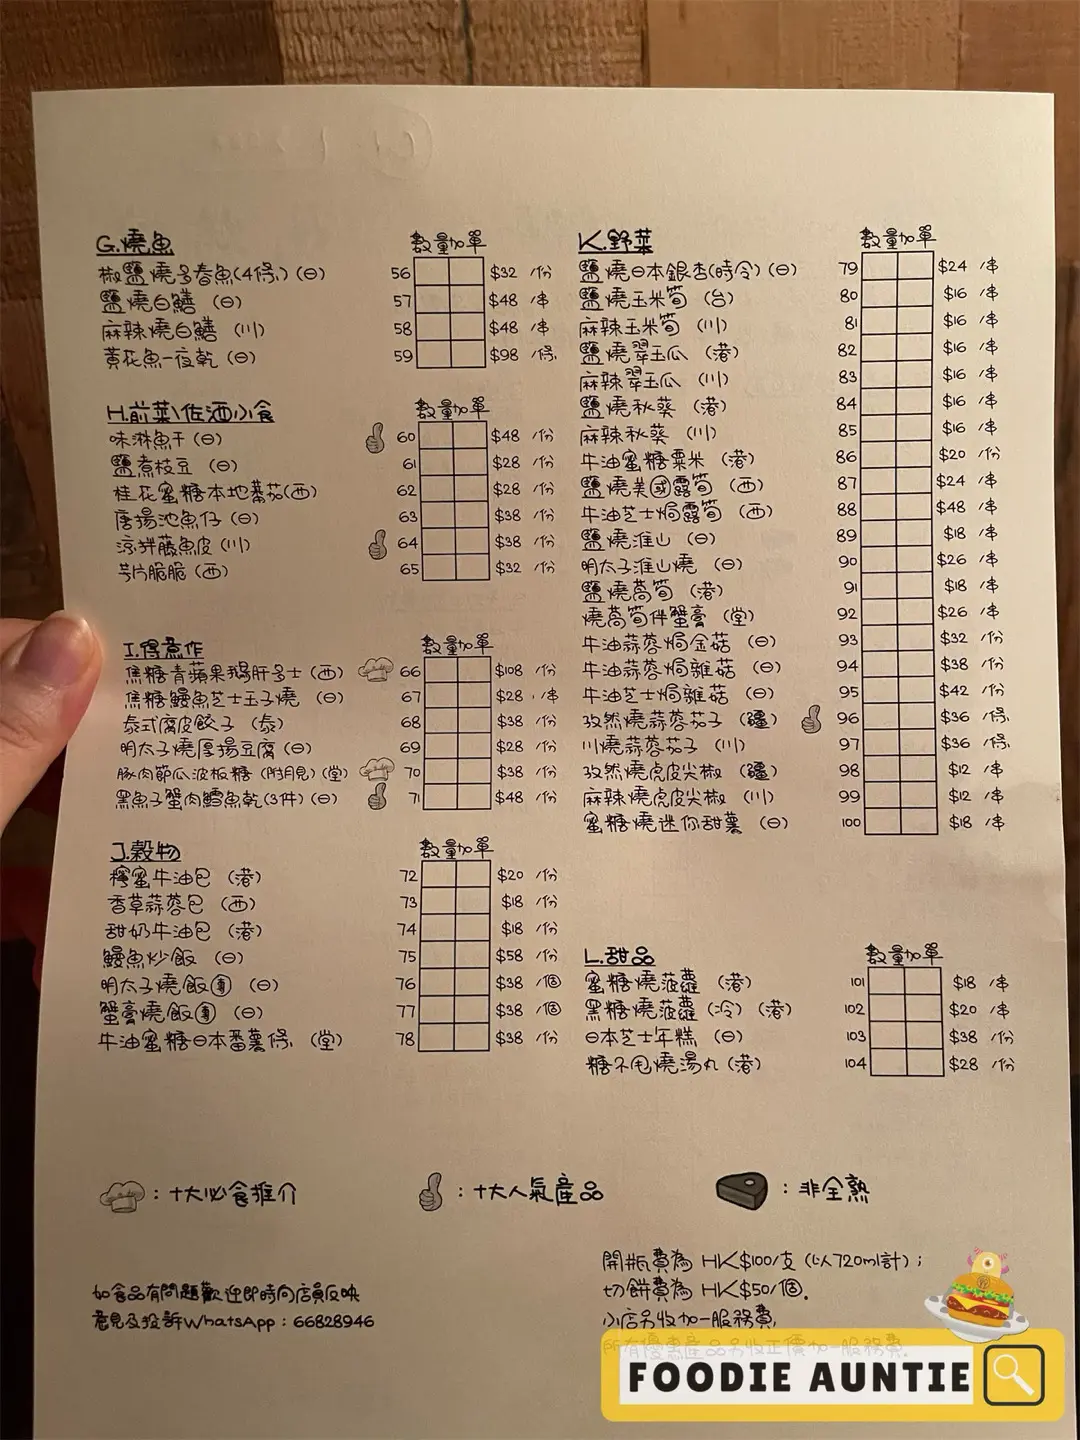 G.燒魚 數量 加單
椒鹽燒多春魚(4條)(日) 56 $32 /份
鹽燒白鱔 (日) 57 $48 /串
麻辣燒白鱔 (川) 58 $48 /串
黃花魚一夜乾 (日) 59 $98 /條
H.前菜\佐酒小食 數量 加單
味淋魚干 (日) 60 $48 /份
鹽煮枝豆 (日) 61 $28 /份
桂花蜜糖本地蕃茄(西) 62 $28 /份
唐揚池魚仔 (日) 63 $38 /份
涼拌藤魚皮 (川) 64 $38 /份
芝片脆脆 (西) 65 $32 /份
I.得意作 數量 加單
焦糖青蘋果鵝肝多士 (西) 66 $108 /份
焦糖鰻魚芝士玉子燒 (日) 67 $28 /串
泰式腐皮餃子 (泰) 68 $38 /份
明太子燒厚揚豆腐 (日) 69 $28 /份
豚肉節瓜波板糖 (附月見) (堂) 70 $38 /份
黑魚子蟹肉鱈魚乾(3件) (日) 71 $48 /份
J.穀物 數量 加單
檸蜜牛油包 (港) 72 $20 /份
香草蒜蓉包 (西) 73 $18 /份
甜奶牛油包 (港) 74 $18 /份
鰻魚炒飯 (日) 75 $58 /份
明太子燒飯團 (日) 76 $38 /個
蟹膏燒飯團 (日) 77 $38 /個
牛油蜜糖日本番薯條 (堂) 78 $38 /份
K.野菜 數量 加單
鹽燒日本銀杏(時令)(日) 79 $24 /串
鹽燒玉米筍 (台) 80 $16 /串
麻辣玉米筍 (川) 81 $16 /串
鹽燒翠玉瓜 (港) 82 $16 /串
麻辣翠玉瓜 (川) 83 $16 /串
鹽燒秋葵 (港) 84 $16 /串
麻辣秋葵 (川) 85 $16 /串
牛油蜜糖粟米 (港) 86 $20 /份
鹽燒美國露筍 (西) 87 $24 /串
牛油芝士焗露筍 (西) 88 $48 /串
鹽燒淮山 (日) 89 $18 /串
明太子淮山燒 (日) 90 $26 /串
鹽燒萵筍 (港) 91 $18 /串
燒萵筍伴蟹膏 (堂) 92 $26 /串
牛油蒜蓉焗金菇 (日) 93 $32 /份
牛油蒜蓉焗雜菇 (日) 94 $38 /份
牛油芝士焗雜菇 (日) 95 $42 /份
孜然燒蒜蓉茄子 (疆) 96 $36 /條
川燒蒜蓉茄子 (川) 97 $36 /條
孜然燒虎皮尖椒 (疆) 98 $12 /串
麻辣燒虎皮尖椒 (川) 99 $12 /串
蜜糖燒迷你甜薯 (日) 100 $18 /串
L.甜品 數量 加單
蜜糖燒菠蘿 (港) 101 $18 /串
黑糖燒菠蘿 (冷) (港) 102 $20 /串
日本芝士年糕 (日) 103 $38 /份
糖不甩燒湯丸 (港) 104 $28 /份
: 十大必食推介
: 十大人氣產品
: 非全熟
如食品有問題歡迎即時向店員反映
意見及投訴WhatsApp : 66828946
開瓶費為 HK$100/支 (以720ml計) ;
切餅費為 HK$50/個.
小店另收加一服務費,
所有優惠產品另收正價加一服務費.
FOODIE AUNTIE